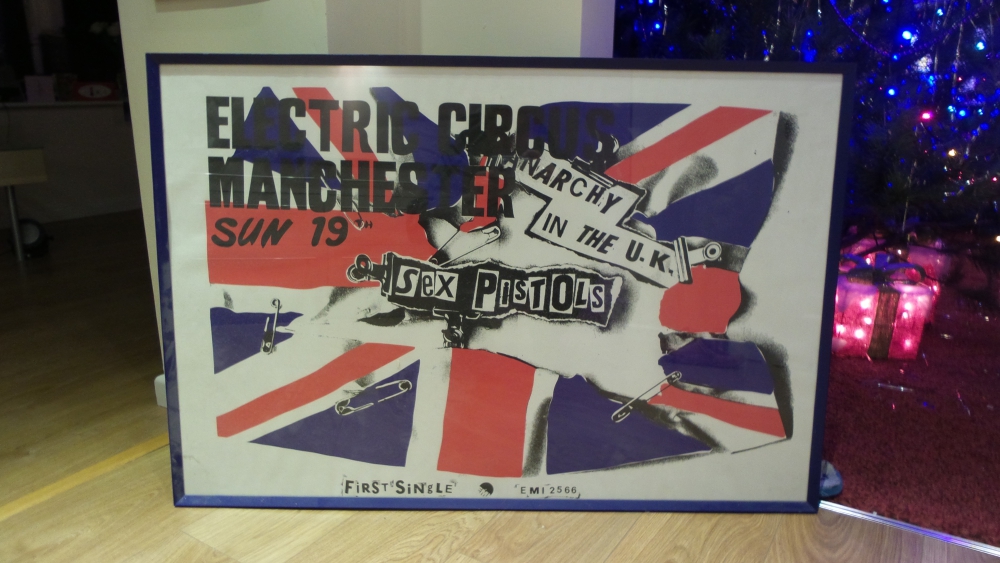 ELECTRIC CIRCUS
MANCHESTER
SUN 19TH
ANARCHY
IN THE U.K.
SEX PISTOLS
FIRST SINGLE EMI 2566